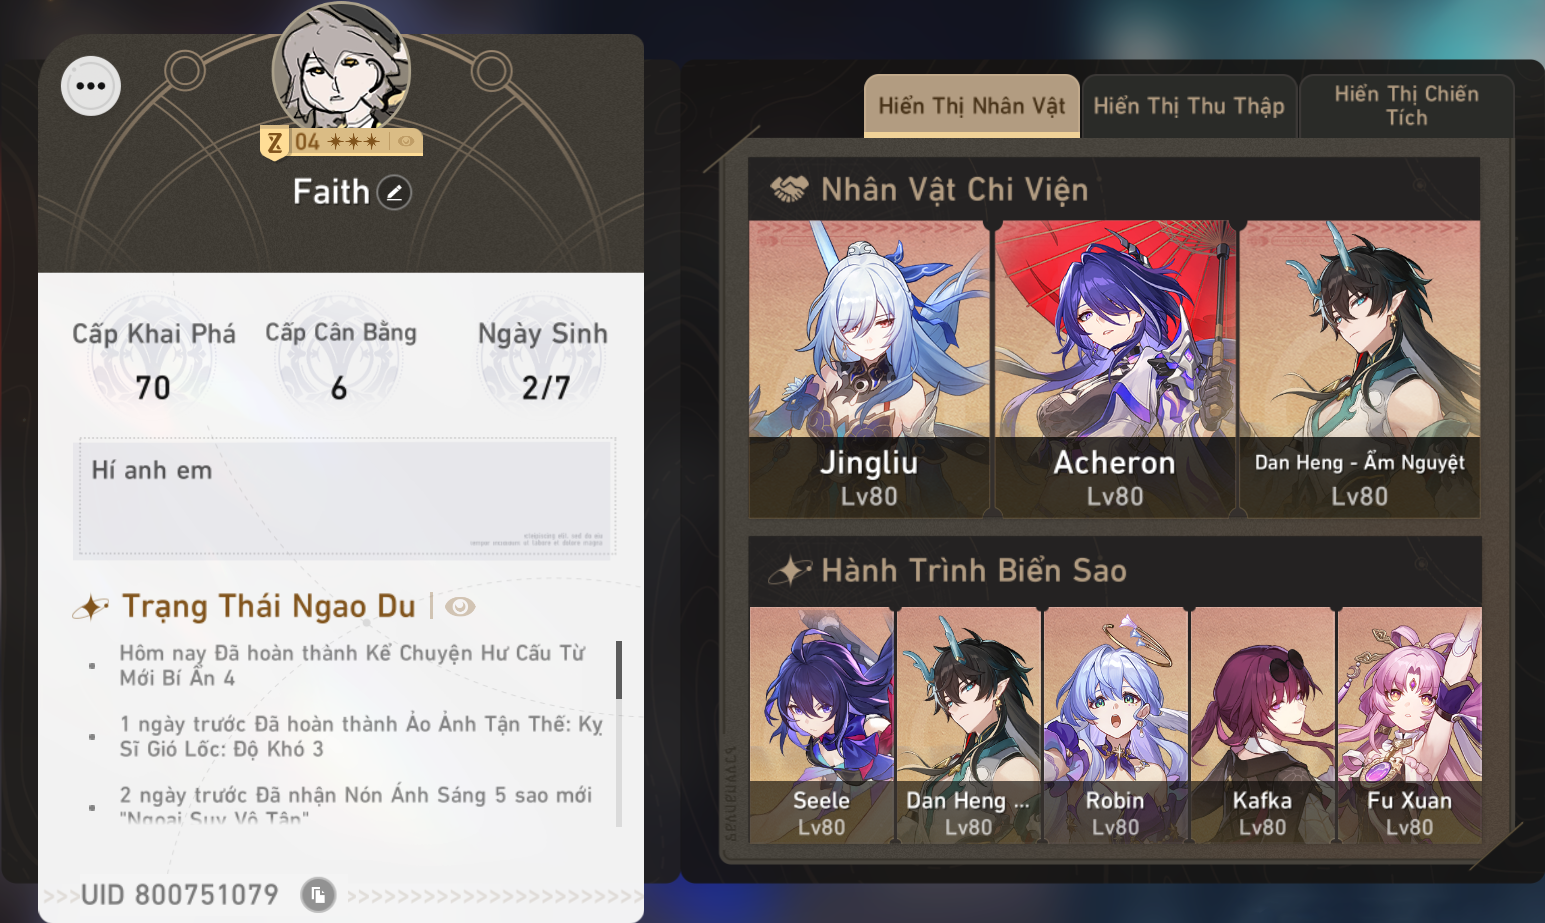 04
Faith
Cấp Khai Phá
Cấp Cân Bằng
Ngày Sinh
70
6
2/7
Hí anh em
Trạng Thái Ngao Du
Hôm nay Đã hoàn thành Kể Chuyện Hư Cấu Từ
Mới Bí Ẩn 4
1 ngày trước Đã hoàn thành Ảo Ảnh Tận Thế: Kỵ
Sĩ Gió Lốc: Độ Khó 3
2 ngày trước Đã nhận Nón Ánh Sáng 5 sao mới
"Ngoái Suy Vô Tận"
UID 800751079
Hiển Thị Nhân Vật
Hiển Thị Thu Thập
Hiển Thị Chiến
Tích
Nhân Vật Chi Viện
Jingliu
Lv80
Acheron
Lv80
Dan Heng - Ẩm Nguyệt
Lv80
Hành Trình Biển Sao
Seele
Lv80
Dan Heng ...
Lv80
Robin
Lv80
Kafka
Lv80
Fu Xuan
Lv80